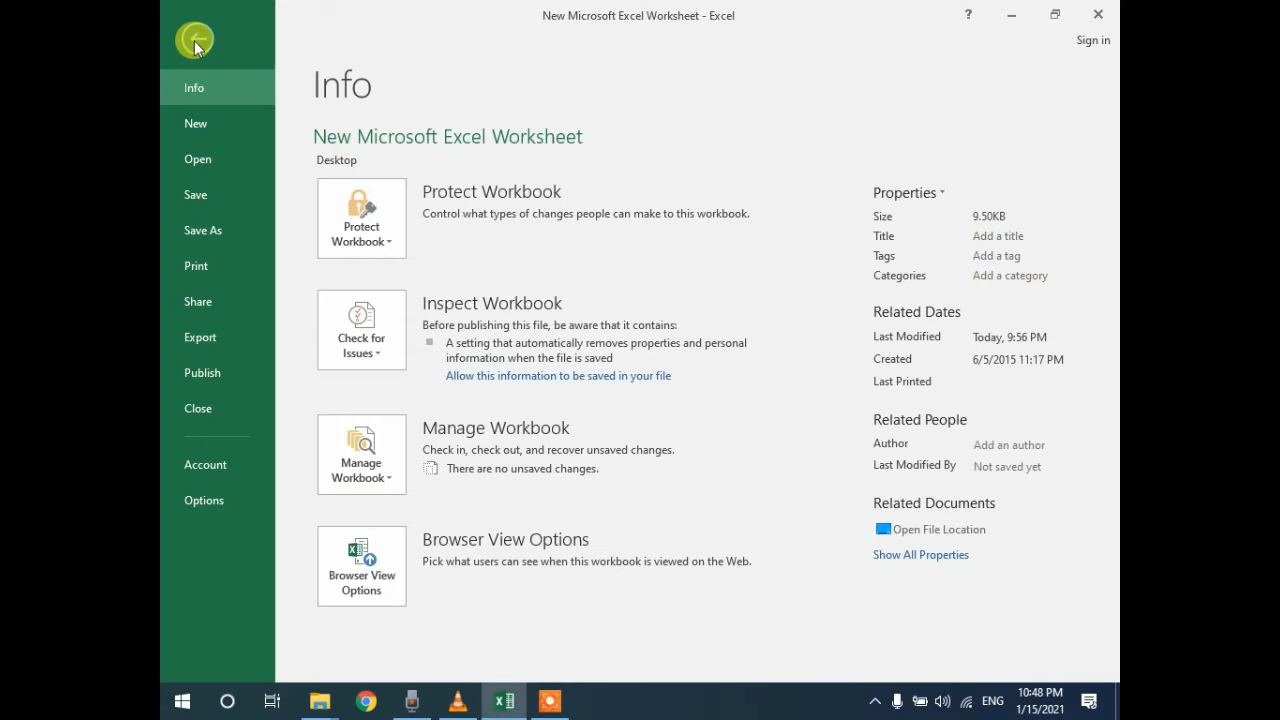 New Microsoft Excel Worksheet - Excel
?
Sign in
Info
New
Open
Save
Save As
Print
Share
Export
Publish
Close
Account
Options
Info
New Microsoft Excel Worksheet
Desktop
Protect
Workbook
Protect Workbook
Control what types of changes people can make to this workbook.
Check for
Issues
Inspect Workbook
Before publishing this file, be aware that it contains:
A setting that automatically removes properties and personal
information when the file is saved
Allow this information to be saved in your file
Manage
Workbook
Manage Workbook
Check in, check out, and recover unsaved changes.
There are no unsaved changes.
Browser View
Options
Browser View Options
Pick what users can see when this workbook is viewed on the Web.
Properties
Size 9.50KB
Title Add a title
Tags Add a tag
Categories Add a category
Related Dates
Last Modified Today, 9:56 PM
Created 6/5/2015 11:17 PM
Last Printed
Related People
Author Add an author
Last Modified By Not saved yet
Related Documents
Open File Location
Show All Properties
ENG
10:48 PM
1/15/2021